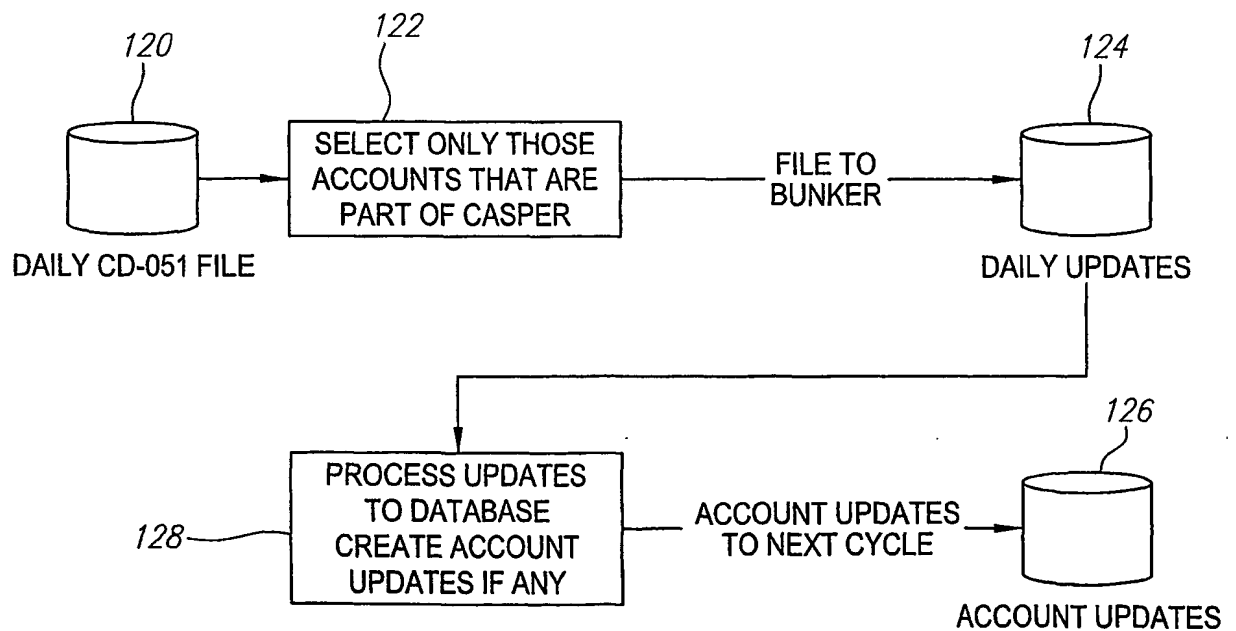 120
122
124
SELECT ONLY THOSE
ACCOUNTS THAT ARE
PART OF CASPER
FILE TO
BUNKER
DAILY CD-051 FILE
DAILY UPDATES
126
PROCESS UPDATES
TO DATABASE
CREATE ACCOUNT
UPDATES IF ANY
128
ACCOUNT UPDATES
TO NEXT CYCLE
ACCOUNT UPDATES